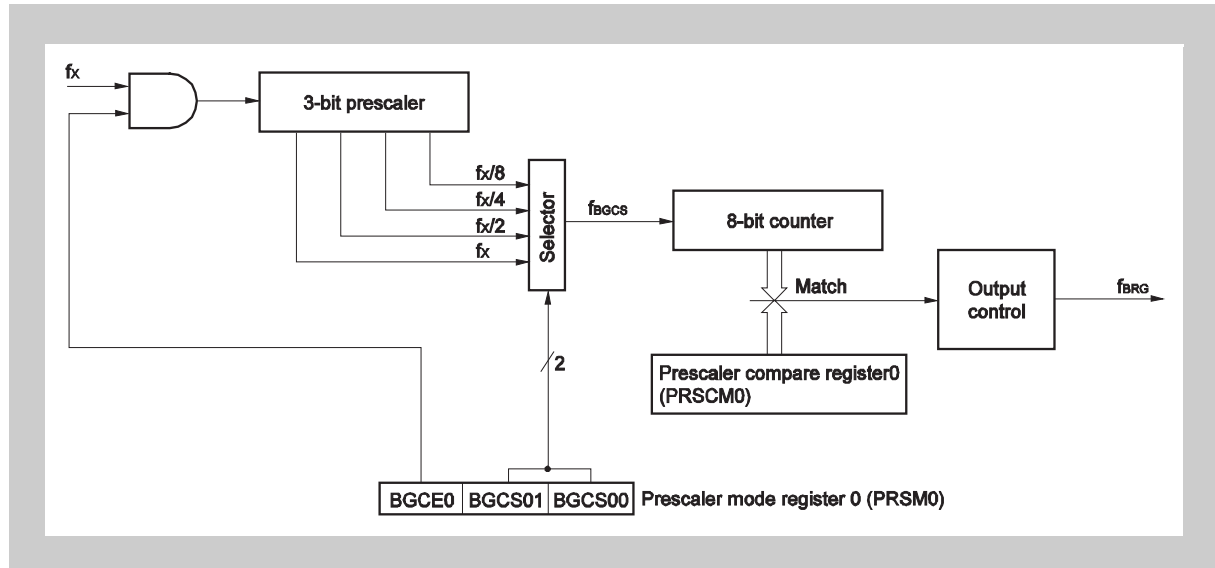 fX
3-bit prescaler
fX/8
fX/4
fX/2
fX
Selector
fBGCS
8-bit counter
Match
Output
control
fBRG
2
Prescaler compare register0
(PRSCM0)
BGCE0 BGCS01 BGCS00 Prescaler mode register 0 (PRSM0)